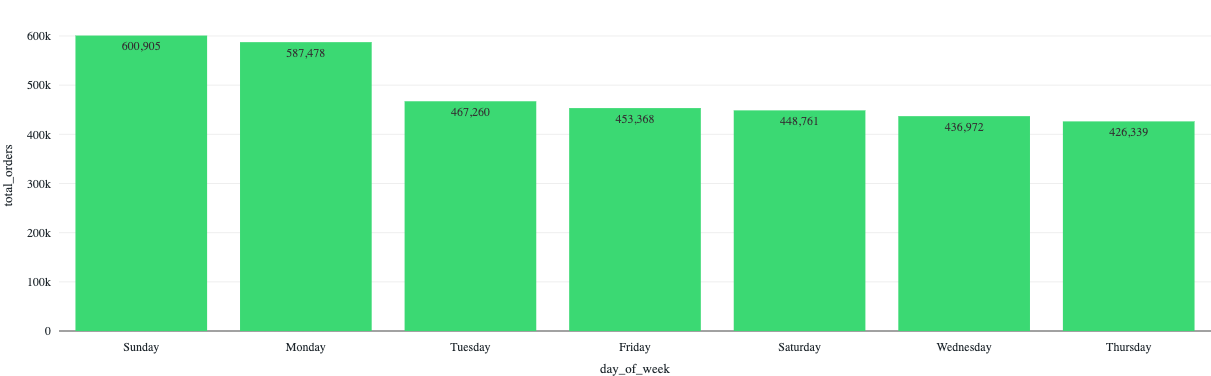 total_orders
600k
500k
400k
300k
200k
100k
0
600,905
587,478
467,260
453,368
448,761
436,972
426,339
Sunday
Monday
Tuesday
Friday
Saturday
Wednesday
Thursday
day_of_week